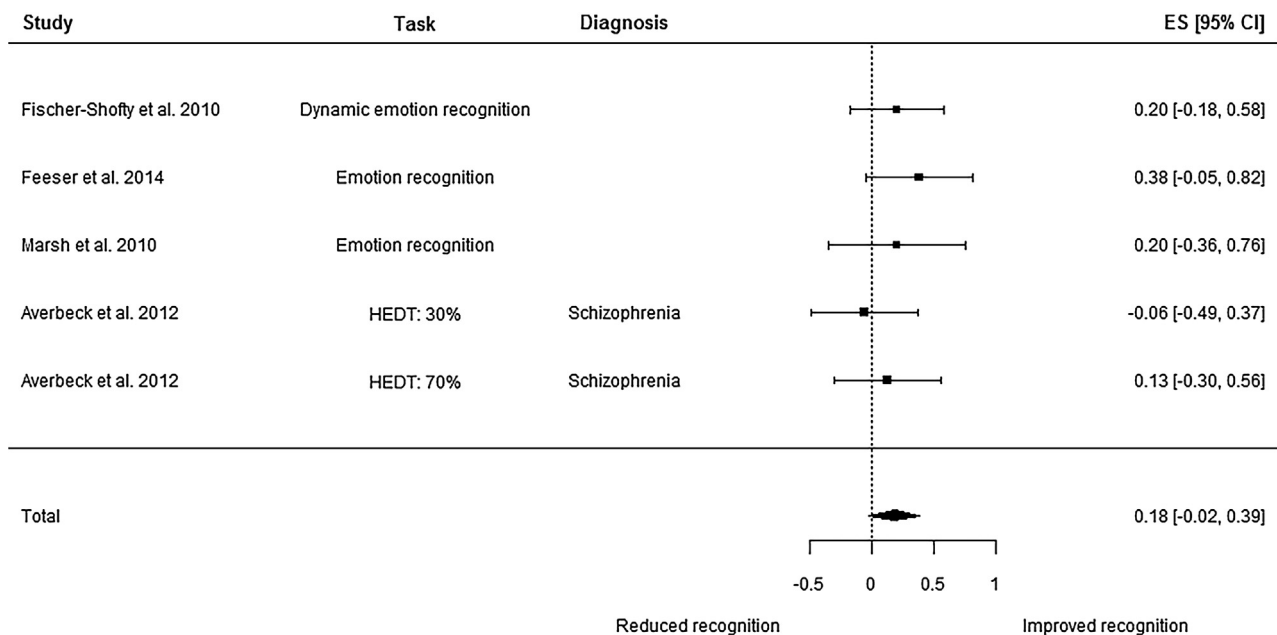 Study Task Diagnosis ES [95% CI]
Fischer-Shofty et al. 2010 Dynamic emotion recognition 0.20 [-0.18, 0.58]
Feeser et al. 2014 Emotion recognition 0.38 [-0.05, 0.82]
Marsh et al. 2010 Emotion recognition 0.20 [-0.36, 0.76]
Averbeck et al. 2012 HEDT: 30% Schizophrenia -0.06 [-0.49, 0.37]
Averbeck et al. 2012 HEDT: 70% Schizophrenia 0.13 [-0.30, 0.56]
Total 0.18 [-0.02, 0.39]
-0.5 0 0.5 1
Reduced recognition Improved recognition